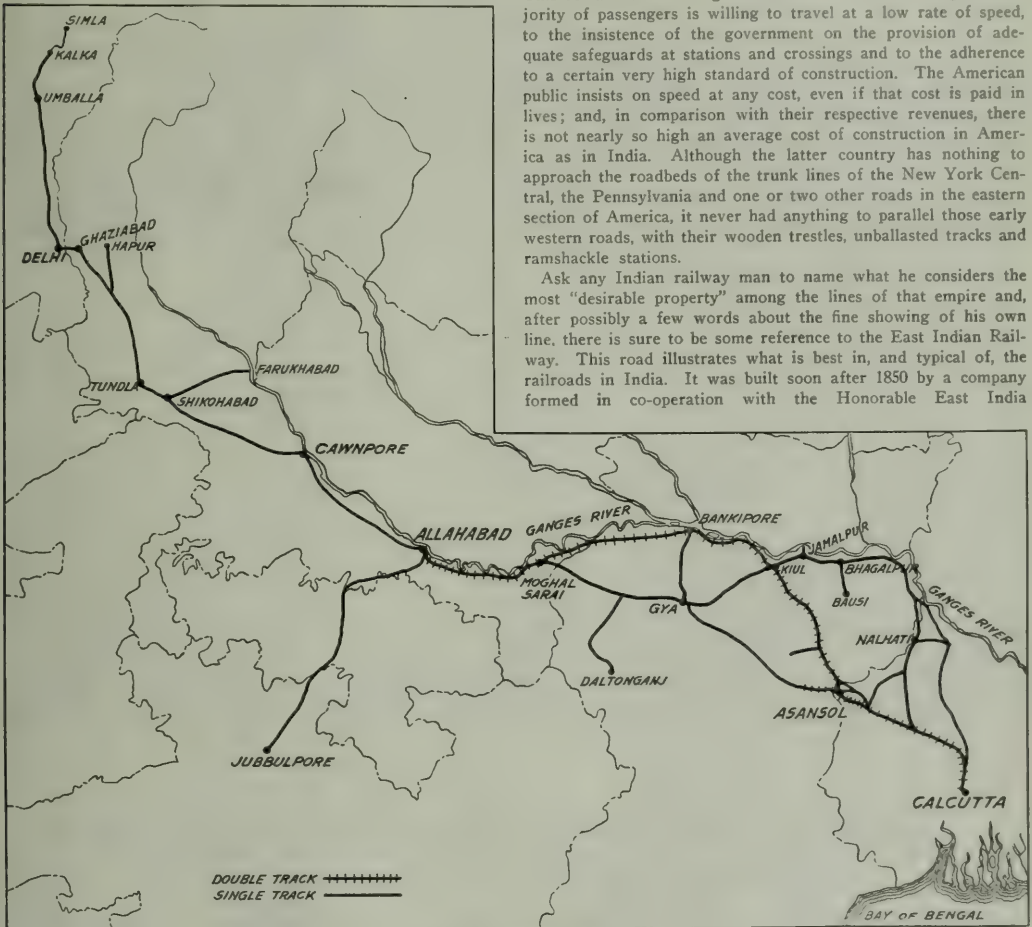 jority of passengers is willing to travel at a low rate of speed,
to the insistence of the government on the provision of ade-
quate safeguards at stations and crossings and to the adherence
to a certain very high standard of construction. The American
public insists on speed at any cost, even if that cost is paid in
lives; and, in comparison with their respective revenues, there
is not nearly so high an average cost of construction in Amer-
ica as in India. Although the latter country has nothing to
approach the roadbeds of the trunk lines of the New York Cen-
tral, the Pennsylvania and one or two other roads in the eastern
section of America, it never had anything to parallel those early
western roads, with their wooden trestles, unballasted tracks and
ramshackle stations.
Ask any Indian railway man to name what he considers the
most "desirable property" among the lines of that empire and,
after possibly a few words about the fine showing of his own
line, there is sure to be some reference to the East Indian Rail-
way. This road illustrates what is best in, and typical of, the
railroads in India. It was built soon after 1850 by a company
formed in co-operation with the Honorable East India
SIMLA
KALKA
UMBALLA
GHAZIABAD
HAPUR
DELHI
TUNDLA
FARUKHABAD
SHIKOHABAD
CAWNPORE
ALLAHABAD
GANGES RIVER
BANKIPORE
MOGHAL
SARAI
JAMALPUR
KIUL
BHAGALPUR
BAUSI
GYA
GANGES RIVER
NALHATI
DALTONGANJ
ASANSOL
JUBBULPORE
CALCUTTA
DOUBLE TRACK
SINGLE TRACK
BAY OF BENGAL